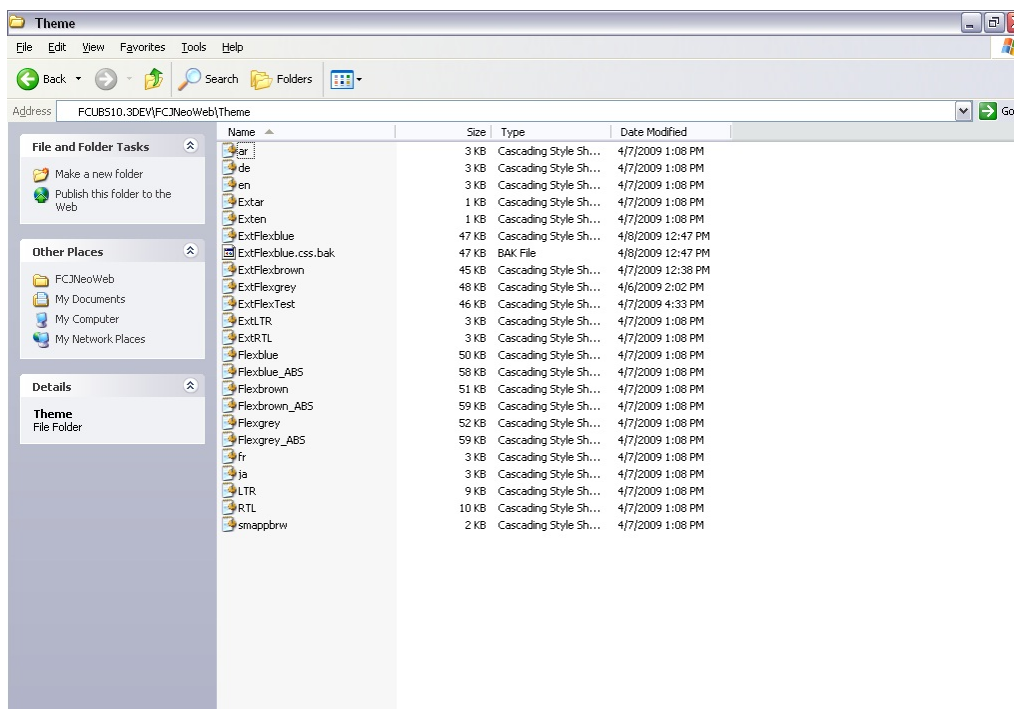 Theme
File Edit View Favorites Tools Help
Back Search Folders
Address FCUBS10.3DEV\FCJNeoWeb\Theme Go
File and Folder Tasks
Make a new folder
Publish this folder to the
Web
Other Places
FCJNeoWeb
My Documents
My Computer
My Network Places
Details
Theme
File Folder
Name Size Type Date Modified
ar 3 KB Cascading Style Sh... 4/7/2009 1:08 PM
de 3 KB Cascading Style Sh... 4/7/2009 1:08 PM
en 3 KB Cascading Style Sh... 4/7/2009 1:08 PM
Extar 1 KB Cascading Style Sh... 4/7/2009 1:08 PM
Exten 1 KB Cascading Style Sh... 4/7/2009 1:08 PM
ExtFlexblue 47 KB Cascading Style Sh... 4/8/2009 12:47 PM
ExtFlexblue.css.bak 47 KB BAK File 4/8/2009 12:47 PM
ExtFlexbrown 45 KB Cascading Style Sh... 4/7/2009 12:38 PM
ExtFlexgrey 48 KB Cascading Style Sh... 4/6/2009 2:02 PM
ExtFlexTest 46 KB Cascading Style Sh... 4/7/2009 4:33 PM
ExtLTR 3 KB Cascading Style Sh... 4/7/2009 1:08 PM
ExtRTL 3 KB Cascading Style Sh... 4/7/2009 1:08 PM
Flexblue 50 KB Cascading Style Sh... 4/7/2009 1:08 PM
Flexblue_ABS 58 KB Cascading Style Sh... 4/7/2009 1:08 PM
Flexbrown 51 KB Cascading Style Sh... 4/7/2009 1:08 PM
Flexbrown_ABS 59 KB Cascading Style Sh... 4/7/2009 1:08 PM
Flexgrey 52 KB Cascading Style Sh... 4/7/2009 1:08 PM
Flexgrey_ABS 59 KB Cascading Style Sh... 4/7/2009 1:08 PM
fr 3 KB Cascading Style Sh... 4/7/2009 1:08 PM
ja 3 KB Cascading Style Sh... 4/7/2009 1:08 PM
LTR 9 KB Cascading Style Sh... 4/7/2009 1:08 PM
RTL 10 KB Cascading Style Sh... 4/7/2009 1:08 PM
smappbrw 2 KB Cascading Style Sh... 4/7/2009 1:08 PM